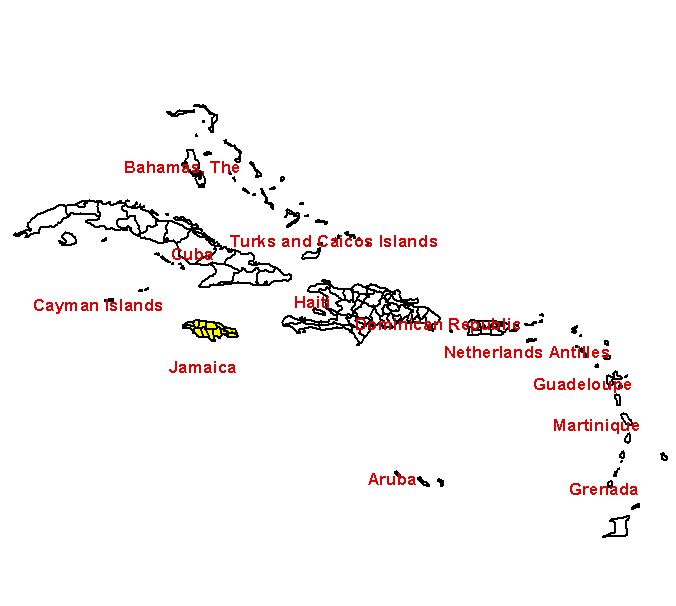 Bahamas, The
Turks and Caicos Islands
Cuba
Cayman Islands
Haiti
Dominican Republic
Netherlands Antilles
Jamaica
Guadeloupe
Martinique
Aruba
Grenada